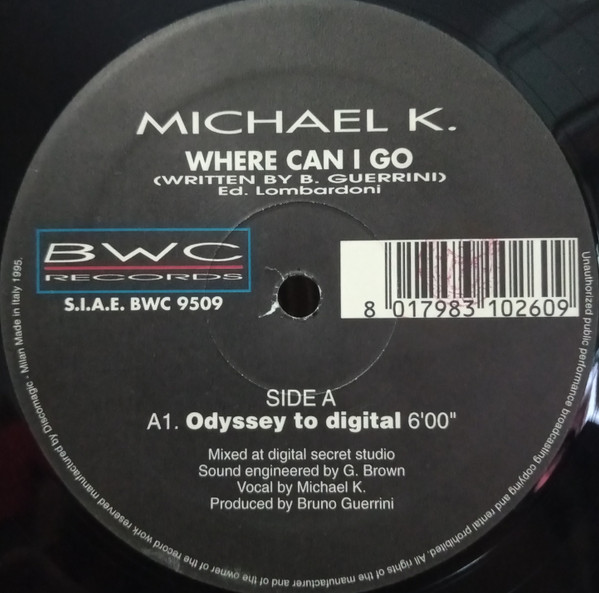 MICHAEL K.
WHERE CAN I GO
(WRITTEN BY B. GUERRINI)
Ed. Lombardoni
BWC
RECORDS
S.I.A.E. BWC 9509
8 017983 102609
SIDE A
A1. Odyssey to digital 6'00"
Mixed at digital secret studio
Sound engineered by G. Brown
Vocal by Michael K.
Produced by Bruno Guerrini
Unauthorized public performance broadcasting copying and rental prohibited. All rights of the manufacturer and of the owner of the record work reserved manufactured by Discomagic - Milan Made in Italy 1995.